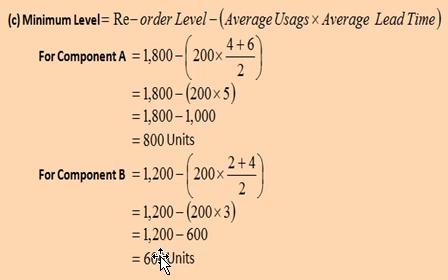 (c) Minimum Level = Re-order Level – (Average Usags × Average Lead Time)
For Component A = 1,800 – (200 × (4+6)/2)
= 1,800 – (200 × 5)
= 1,800 – 1,000
= 800 Units
For Component B = 1,200 – (200 × (2+4)/2)
= 1,200 – (200 × 3)
= 1,200 – 600
= Units